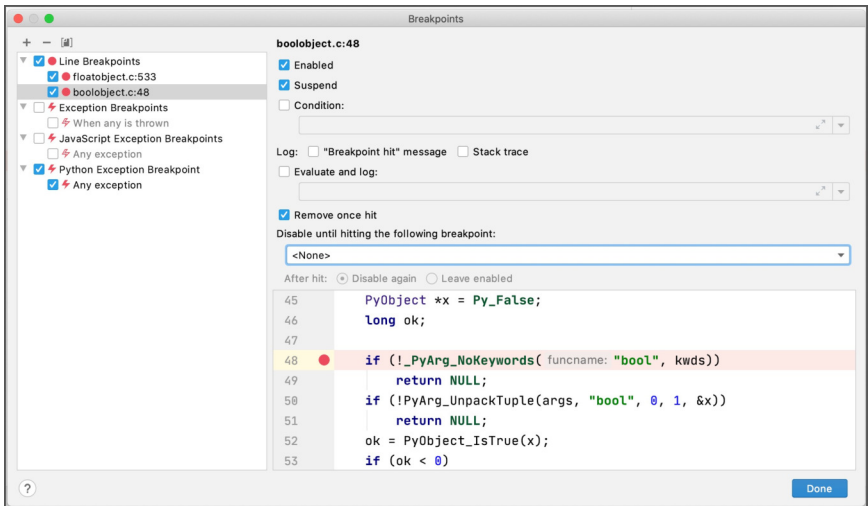 Breakpoints
Line Breakpoints
floatobject.c:533
boolobject.c:48
Exception Breakpoints
When any is thrown
JavaScript Exception Breakpoints
Any exception
Python Exception Breakpoint
Any exception
boolobject.c:48
Enabled
Suspend
Condition:
Log: "Breakpoint hit" message Stack trace
Evaluate and log:
Remove once hit
Disable until hitting the following breakpoint:
<None>
After hit: Disable again Leave enabled
45 PyObject *x = Py_False;
46 long ok;
47
48 if (!_PyArg_NoKeywords( funcname: "bool", kwds))
49 return NULL;
50 if (!PyArg_UnpackTuple(args, "bool", 0, 1, &x))
51 return NULL;
52 ok = PyObject_IsTrue(x);
53 if (ok < 0)
?
Done